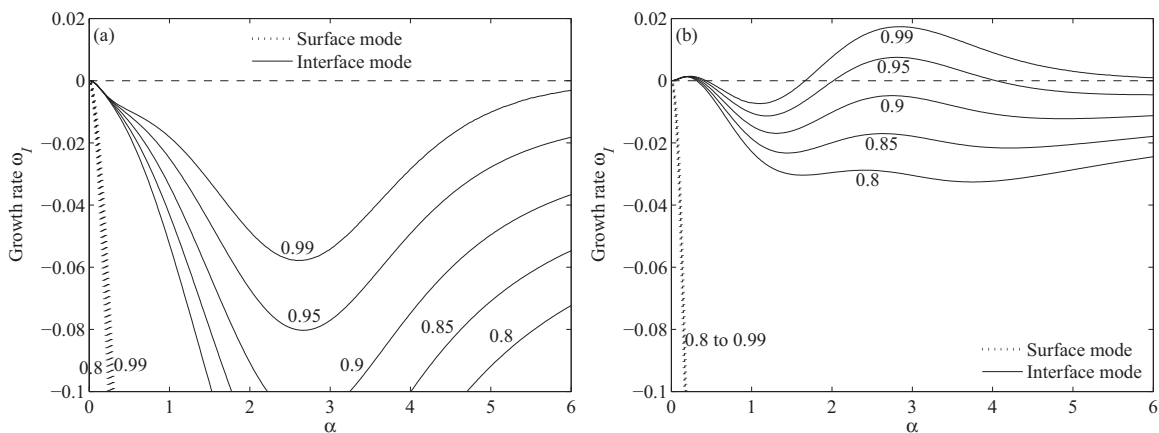 (a)
Surface mode
Interface mode
0.02
0
−0.02
−0.04
−0.06
−0.08
−0.1
Growth rate ω_I
0.99
0.95
0.9
0.85
0.8
0.8 0.99
0 1 2 3 4 5 6
α
(b)
0.02
0
−0.02
−0.04
−0.06
−0.08
−0.1
Growth rate ω_I
0.99
0.95
0.9
0.85
0.8
0.8 to 0.99
Surface mode
Interface mode
0 1 2 3 4 5 6
α